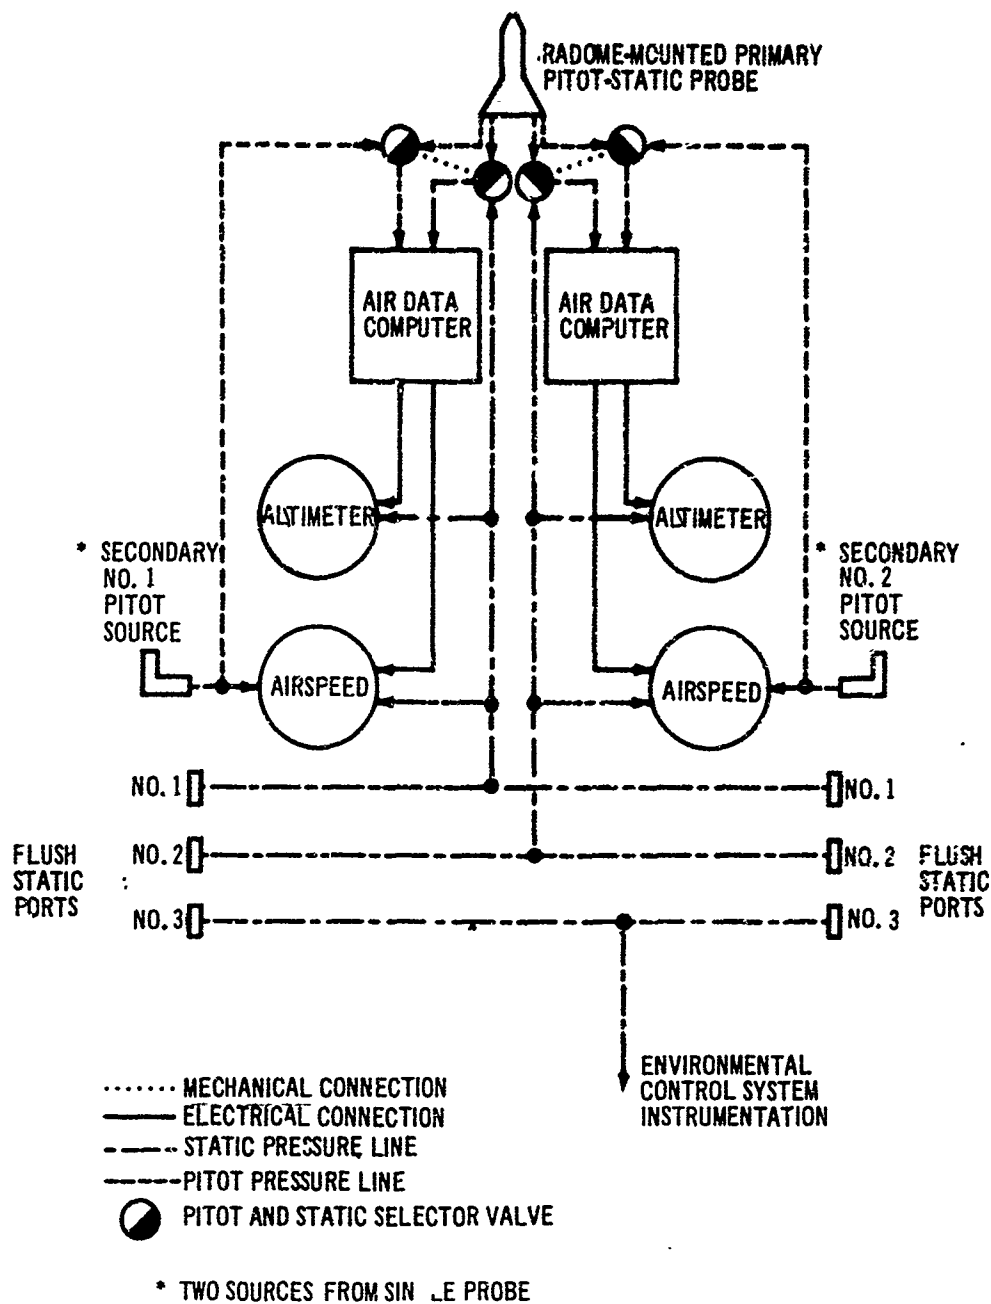 RADOME-MOUNTED PRIMARY
PITOT-STATIC PROBE
AIR DATA
COMPUTER
AIR DATA
COMPUTER
ALTIMETER
ALTIMETER
* SECONDARY
NO. 1
PITOT
SOURCE
* SECONDARY
NO. 2
PITOT
SOURCE
AIRSPEED
AIRSPEED
NO. 1
NO. 1
FLUSH
STATIC
PORTS
NO. 2
NO. 2
FLUSH
STATIC
PORTS
NO. 3
NO. 3
ENVIRONMENTAL
CONTROL SYSTEM
INSTRUMENTATION
MECHANICAL CONNECTION
ELECTRICAL CONNECTION
STATIC PRESSURE LINE
PITOT PRESSURE LINE
PITOT AND STATIC SELECTOR VALVE
* TWO SOURCES FROM PROBE